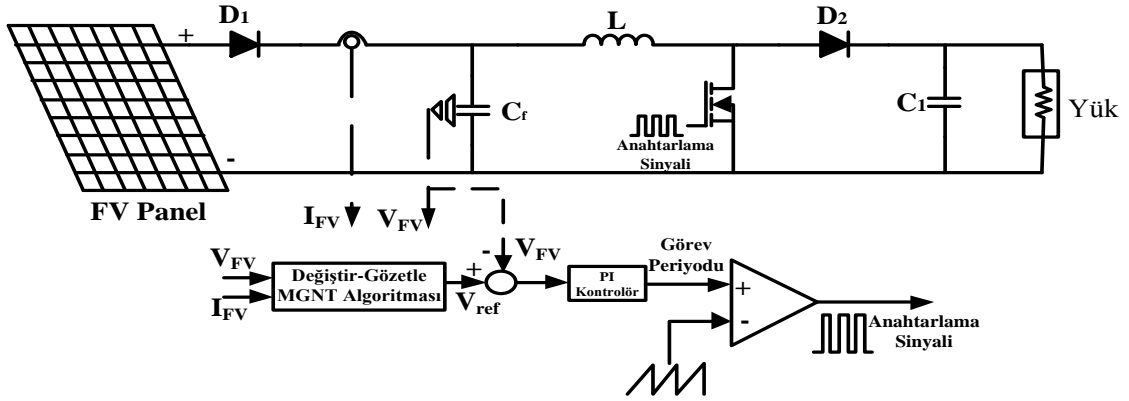 D1
L
D2
+
Cf
C1
Yük
Anahtarlama
Sinyali
-
FV Panel
IFV
VFV
-
VFV
Görev
Periyodu
VFV
IFV
Değiştir-Gözetle
MGNT Algoritması
+
Vref
PI
Kontrolör
+
-
Anahtarlama
Sinyali